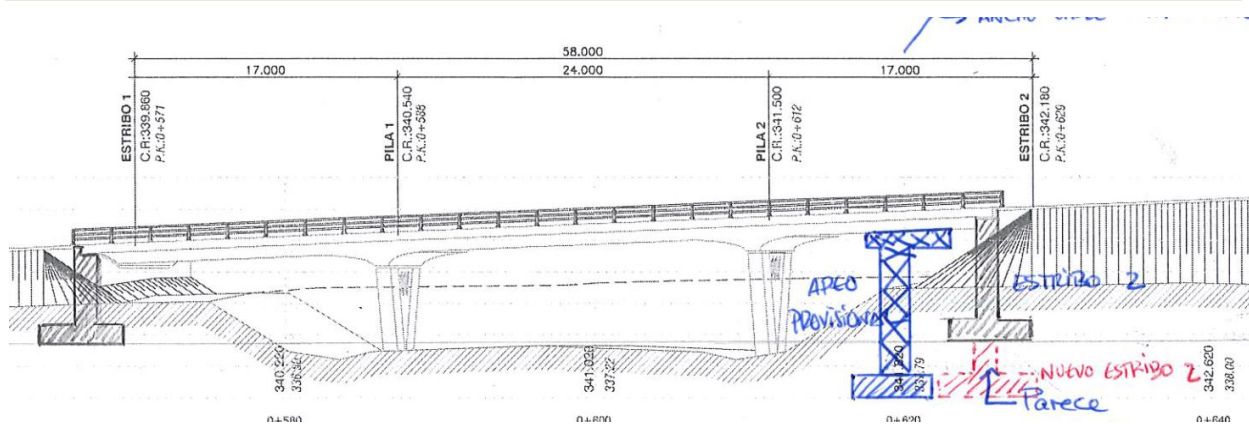 58.000
17.000
24.000
17.000
ESTRIBO 1
C.R.:339.860
P.K.:0+571
PILA 1
C.R.:340.540
P.K.:0+588
PILA 2
C.R.:341.500
P.K.:0+612
ESTRIBO 2
C.R.:342.180
P.K.:0+629
APEO
PROVISIONAL
ESTRIBO 2
340.220
341.020
337.22
342.620
338.00
NUEVO ESTRIBO 2
Parece
0+580
0+600
0+620
0+640